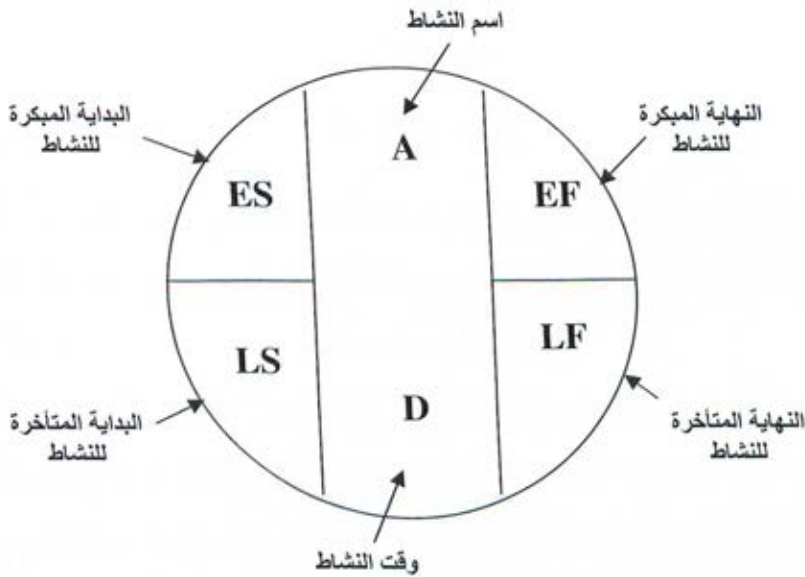 اسم النشاط
البداية المبكرة
للنشاط
النهاية المبكرة
للنشاط
A
ES
EF
LS
LF
D
البداية المتأخرة
للنشاط
النهاية المتأخرة
للنشاط
وقت النشاط